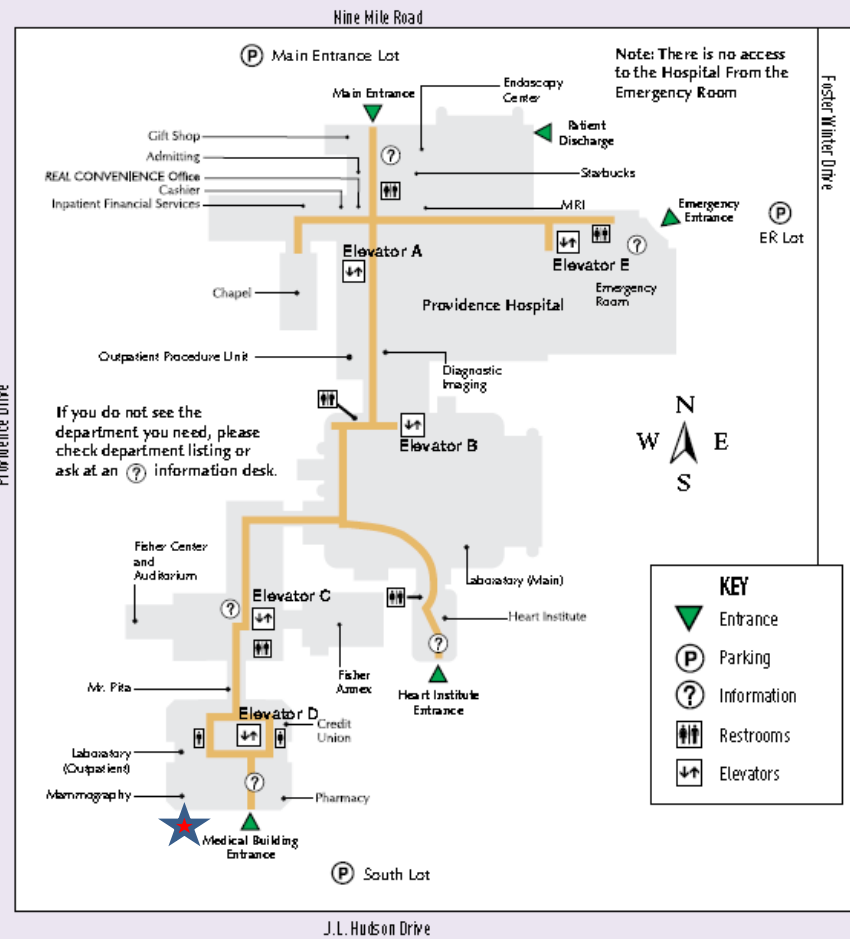 Nine Mile Road
P Main Entrance Lot
Note: There is no access
to the Hospital From the
Emergency Room
Foster Winter Drive
Main Entrance
Endoscopy
Center
Gift Shop
Patient
Discharge
?
Admitting
Starbucks
REAL CONVENIENCE Office
Cashier
Inpatient Financial Services
MRI
Emergency
Entrance
P
ER Lot
Elevator A
?
Elevator E
Emergency
Room
Chapel
Providence Hospital
Outpatient Procedure Unit
Diagnostic
Imaging
Providence Drive
If you do not see the
department you need, please
check department listing or
ask at an ? information desk.
Elevator B
N
W E
S
Fisher Center
and
Auditorium
Laboratory (Main)
Elevator C
?
Heart Institute
?
Fisher
Annex
Heart Institute
Entrance
Mr. Pita
Elevator D
Credit
Union
Laboratory
(Outpatient)
?
Mammography
Pharmacy
Medical Building
Entrance
P South Lot
KEY
Entrance
P Parking
? Information
Restrooms
Elevators
J.L. Hudson Drive